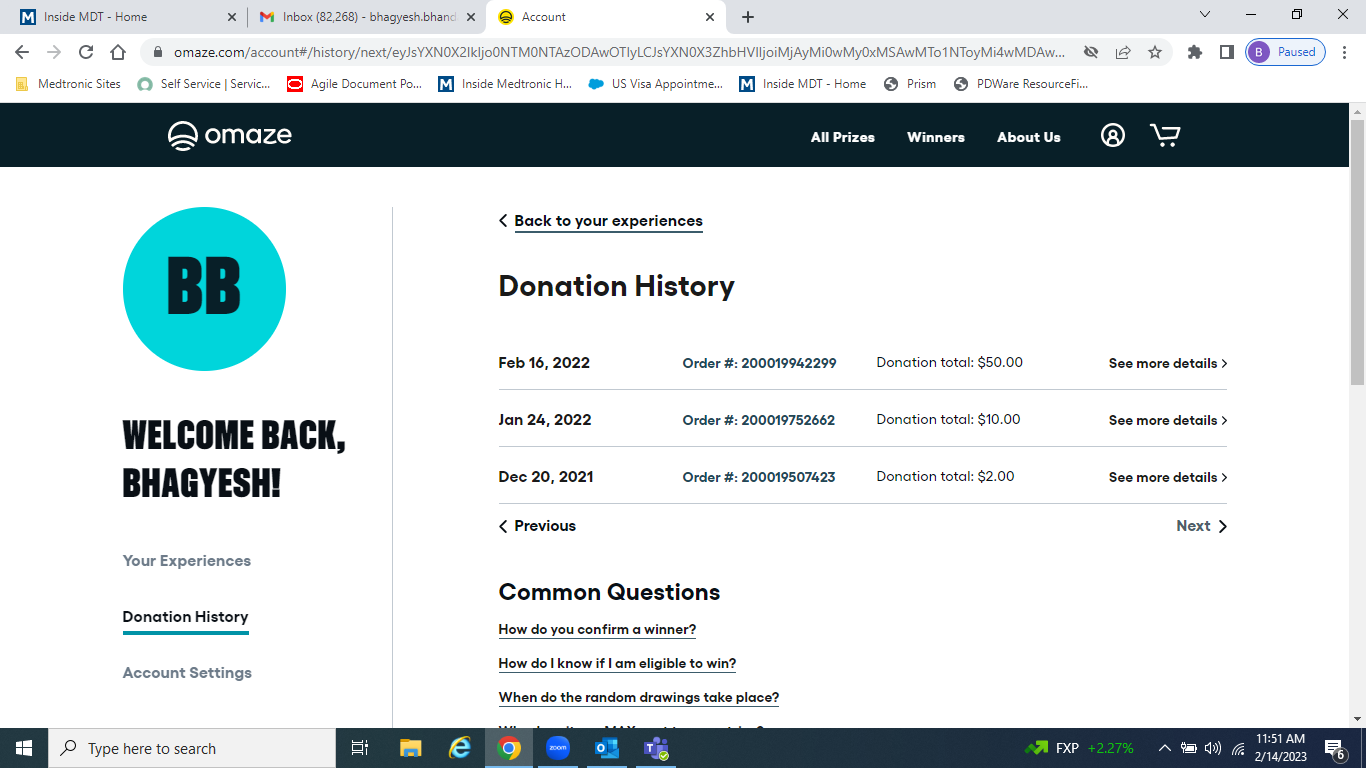 Inside MDT - Home
Inbox (82,268) - bhagyesh.bhand
Account
omaze.com/account#/history/next/eyJsYXN0X2lkIjo0NTM0NTAzODAwOTIyLCJsYXN0X3ZhbHVlIjoiMjAyMi0wMy0xMSAwMTo1NToyMi4wMDAw...
B Paused
Medtronic Sites
Self Service | Servic...
Agile Document Po...
Inside Medtronic H...
US Visa Appointme...
Inside MDT - Home
Prism
PDWare ResourceFi...
omaze
All Prizes
Winners
About Us
BB
WELCOME BACK,
BHAGYESH!
Your Experiences
Donation History
Account Settings
Back to your experiences
Donation History
Feb 16, 2022 Order #: 200019942299 Donation total: $50.00 See more details >
Jan 24, 2022 Order #: 200019752662 Donation total: $10.00 See more details >
Dec 20, 2021 Order #: 200019507423 Donation total: $2.00 See more details >
Previous
Next
Common Questions
How do you confirm a winner?
How do I know if I am eligible to win?
When do the random drawings take place?
Type here to search
zoom
FXP +2.27%
11:51 AM
2/14/2023
6